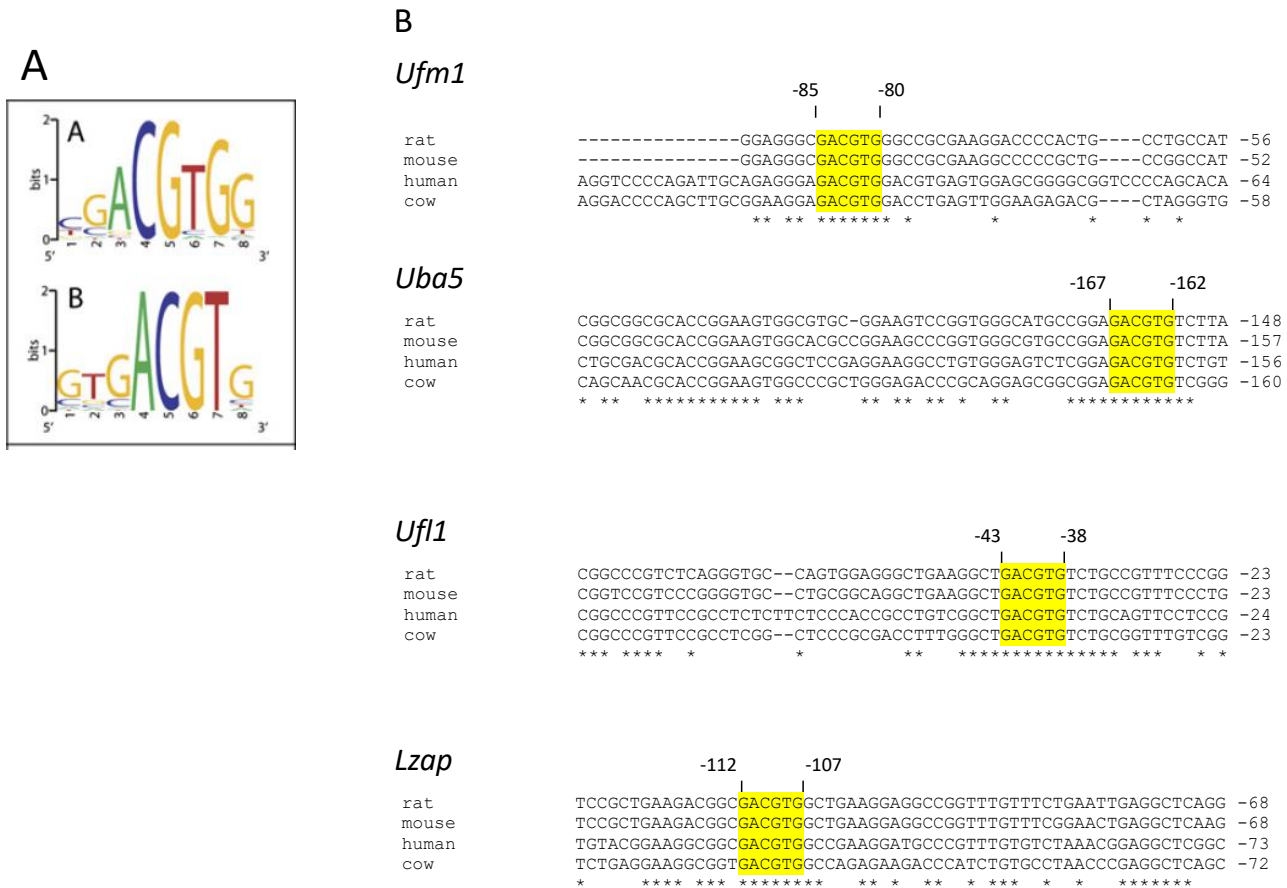 A
A
2
bits
1
0
CGACGTGG
1 2 3 4 5 6 7 8
5' 3'
B
2
bits
1
0
GTGACGTG
1 2 3 4 5 6 7 8
5' 3'
B
Ufm1
-85 -80
rat ---------------GGAGGGCGACGTGGGCCGCGAAGGACCCCACTG----CCTGCCAT -56
mouse ---------------GGAGGGCGACGTGGGCCGCGAAGGCCCCCGCTG----CCGGCCAT -52
human AGGTCCCCAGATTGCAGAGGGAGACGTGGACGTGAGTGGAGCGGGGCGGTCCCCAGCACA -64
cow AGGACCCCAGCTTGCGGAAGGAGACGTGGACCTGAGTTGGAAGAGACG----CTAGGGTG -58
** ** ******* * * * * *
Uba5
-167 -162
rat CGGCGGCGCACCGGAAGTGGCGTGC-GGAAGTCCGGTGGGCATGCCGGAGACGTGTCTTA -148
mouse CGGCGGCGCACCGGAAGTGGCACGCCGGAAGCCCGGTGGGCGTGCCGGAGACGTGTCTTA -157
human CTGCGACGCACCGGAAGCGGCTCCGAGGAAGGCCTGTGGGAGTCTCGGAGACGTGTCTGT -156
cow CAGCAACGCACCGGAAGTGGCCCGCTGGGAGACCCGCAGGAGCGGCGGAGACGTGTCGGG -160
* ** *********** *** ** ** ** * ** ************
Ufl1
-43 -38
rat CGGCCCGTCTCAGGGTGC--CAGTGGAGGGCTGAAGGCTGACGTGTCTGCCGTTTCCCGG -23
mouse CGGTCCGTCCCGGGGTGC--CTGCGGCAGGCTGAAGGCTGACGTGTCTGCCGTTTCCCTG -23
human CGGCCCGTTCCGCCTCTCTTCTCCCACCGCCTGTCGGCTGACGTGTCTGCAGTTCCTCCG -24
cow CGGCCCGTTCCGCCTCGG--CTCCCGCGACCTTTGGGCTGACGTGTCTGCGGTTTGTCGG -23
*** **** * * ** *************** *** * *
Lzap
-112 -107
rat TCCGCTGAAGACGGCGACGTGGCTGAAGGAGGCCGGTTTGTTTCTGAATTGAGGCTCAGG -68
mouse TCCGCTGAAGACGGCGACGTGGCTGAAGGAGGCCGGTTTGTTTCGGAACTGAGGCTCAAG -68
human TGTACGGAAGGCGGCGACGTGGCCGAAGGATGCCCGTTTGTGTCTAAACGGAGGCTCGGC -73
cow TCTGAGGAAGGCGGTGACGTGGCCAGAGAAGACCCATCTGTGCCTAACCCGAGGCTCAGC -72
* **** *** ******** ** * ** * *** * * *******